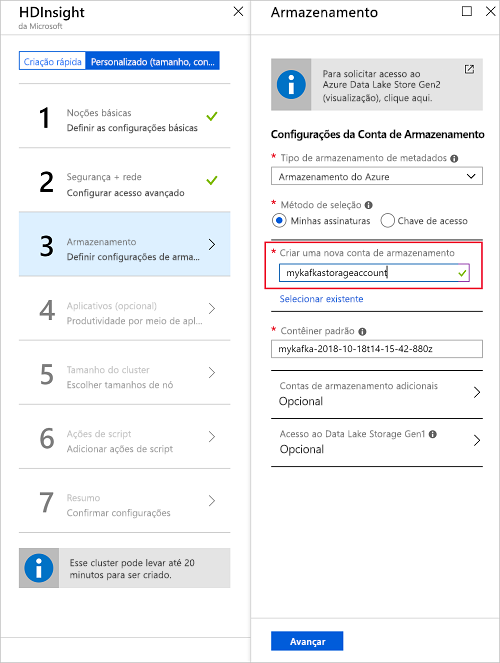 HDInsight
da Microsoft
Criação rápida
Personalizado (tamanho, con...
1
Noções básicas
Definir as configurações básicas
2
Segurança + rede
Configurar acesso avançado
3
Armazenamento
Definir configurações de arma...
4
Aplicativos (opcional)
Produtividade por meio de apl...
5
Tamanho do cluster
Escolher tamanhos de nó
6
Ações de script
Adicionar ações de script
7
Resumo
Confirmar configurações
Esse cluster pode levar até 20
minutos para ser criado.
Armazenamento
Para solicitar acesso ao
Azure Data Lake Store Gen2
(visualização), clique aqui.
Configurações da Conta de Armazenamento
* Tipo de armazenamento de metadados
Armazenamento do Azure
* Método de seleção
Minhas assinaturas
Chave de acesso
* Criar uma nova conta de armazenamento
mykafkastorageaccount
Selecionar existente
* Contêiner padrão
mykafka-2018-10-18t14-15-42-880z
Contas de armazenamento adicionais
Opcional
Acesso ao Data Lake Storage Gen1
Opcional
Avançar